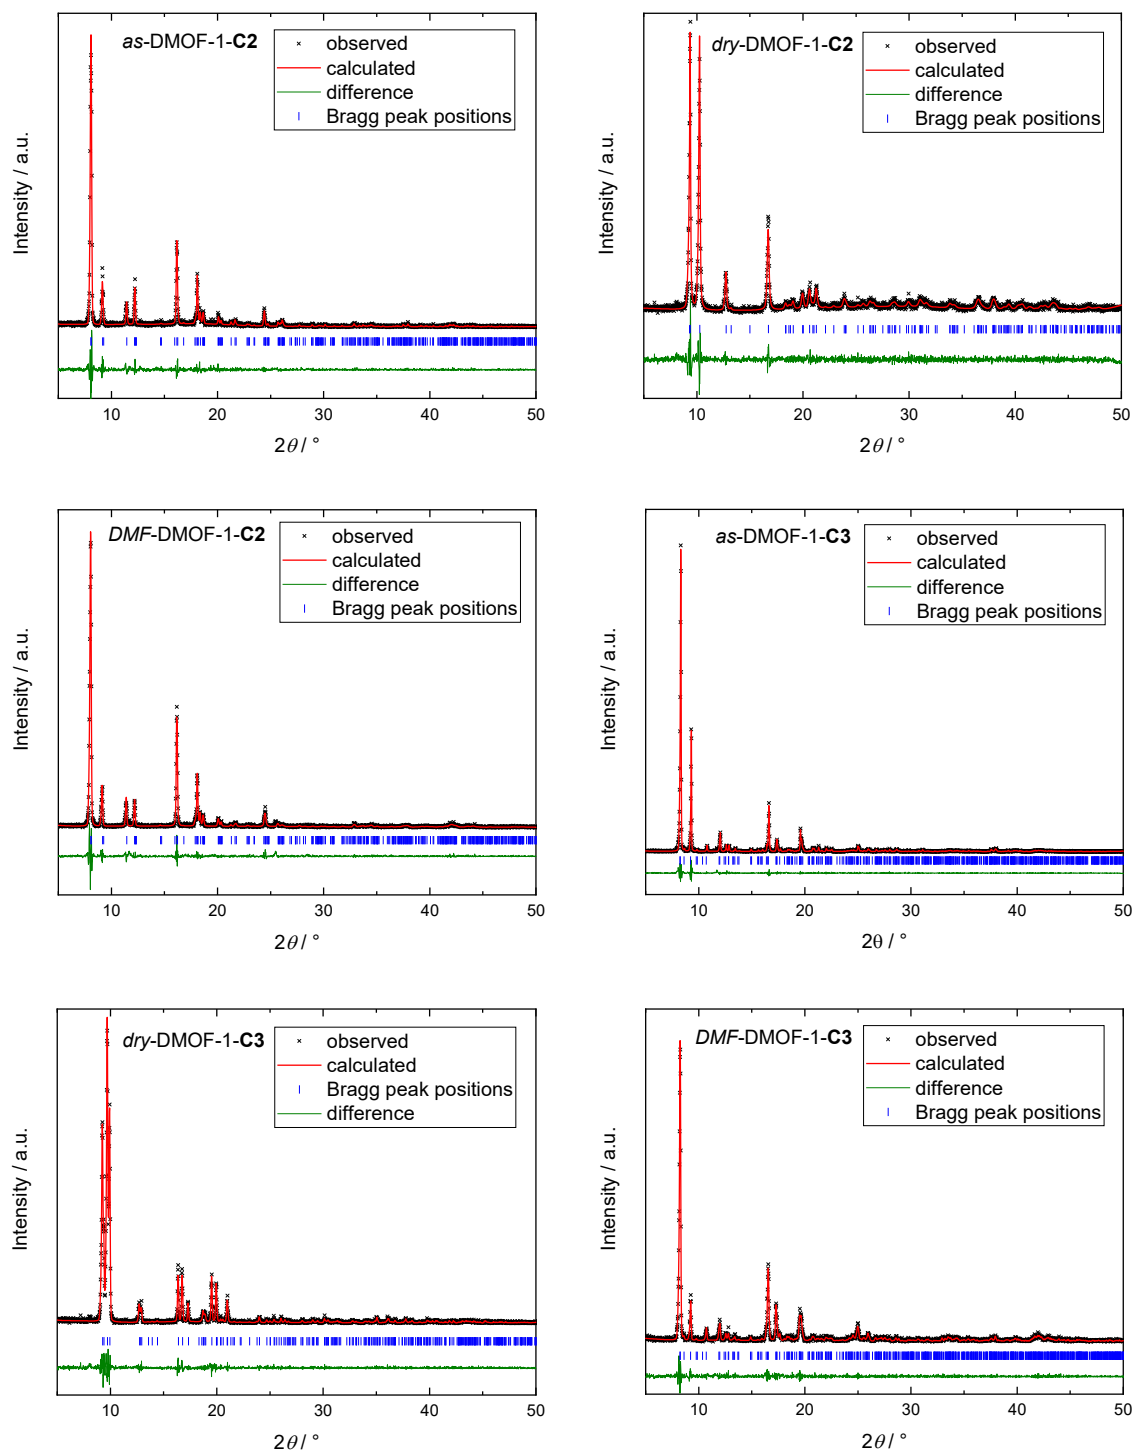 as-DMOF-1-C2
observed
calculated
difference
Bragg peak positions
Intensity / a.u.
10 20 30 40 50
2θ / °
dry-DMOF-1-C2
observed
calculated
difference
Bragg peak positions
Intensity / a.u.
10 20 30 40 50
2θ / °
DMF-DMOF-1-C2
observed
calculated
difference
Bragg peak positions
Intensity / a.u.
10 20 30 40 50
2θ / °
as-DMOF-1-C3
observed
calculated
difference
Bragg peak positions
Intensity / a.u.
10 20 30 40 50
2θ / °
dry-DMOF-1-C3
observed
calculated
Bragg peak positions
difference
Intensity / a.u.
10 20 30 40 50
2θ / °
DMF-DMOF-1-C3
observed
calculated
difference
Bragg peak positions
Intensity / a.u.
10 20 30 40 50
2θ / °